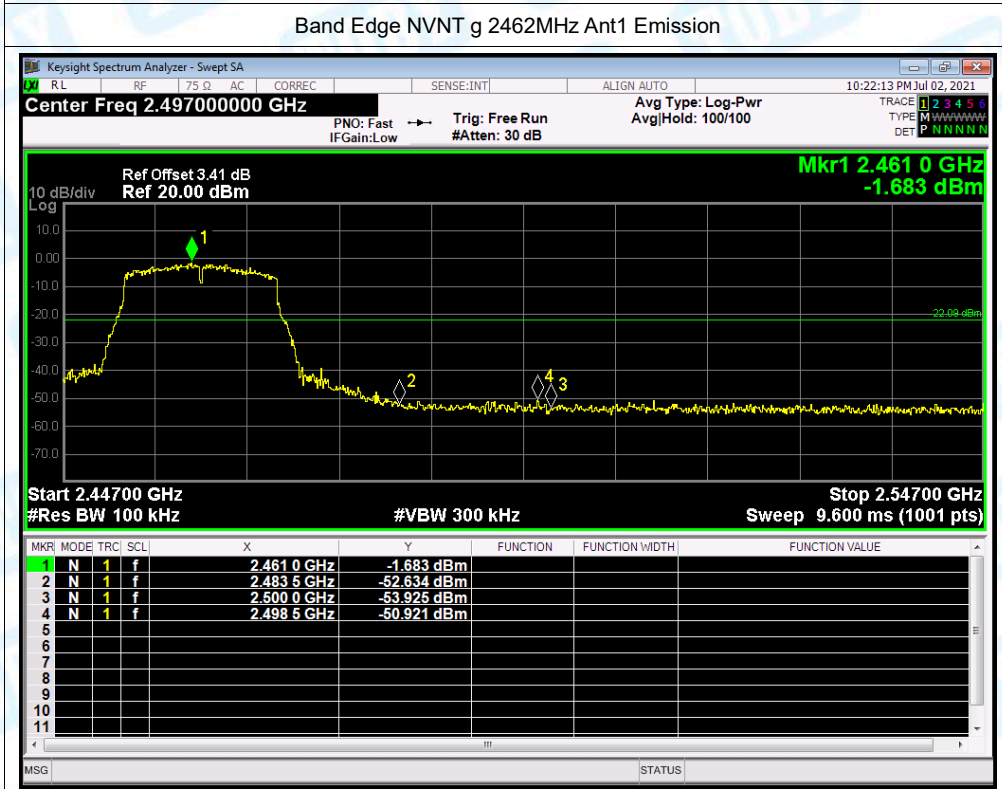 Band Edge NVNT g 2462MHz Ant1 Emission
Keysight Spectrum Analyzer - Swept SA
LXI RL RF 75 Ω AC CORREC SENSE:INT ALIGN AUTO 10:22:13 PM Jul 02, 2021
Center Freq 2.497000000 GHz
PNO: Fast
IFGain:Low
Trig: Free Run
#Atten: 30 dB
Avg Type: Log-Pwr
Avg|Hold: 100/100
TRACE 1 2 3 4 5 6
TYPE M W W W W W
DET P N N N N N
Mkr1 2.461 0 GHz
-1.683 dBm
Ref Offset 3.41 dB
10 dB/div Ref 20.00 dBm
Log
10.0
0.00
-10.0
-20.0
-30.0
-40.0
-50.0
-60.0
-70.0
1
2
4
3
-22.09 dBm
Start 2.44700 GHz Stop 2.54700 GHz
#Res BW 100 kHz #VBW 300 kHz Sweep 9.600 ms (1001 pts)
MKR MODE TRC SCL X Y FUNCTION FUNCTION WIDTH FUNCTION VALUE
1 N 1 f 2.461 0 GHz -1.683 dBm
2 N 1 f 2.483 5 GHz -52.634 dBm
3 N 1 f 2.500 0 GHz -53.925 dBm
4 N 1 f 2.498 5 GHz -50.921 dBm
5
6
7
8
9
10
11
MSG STATUS